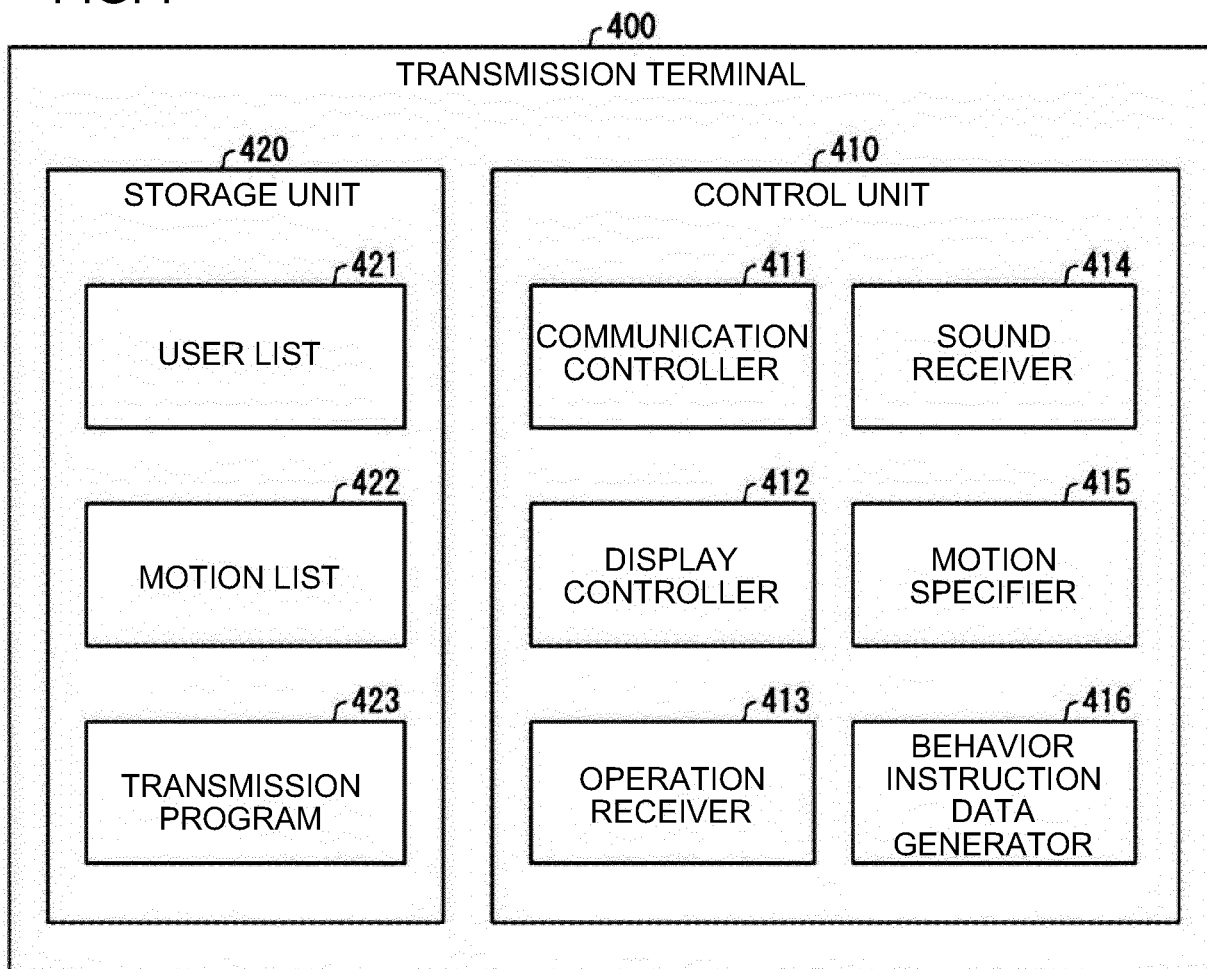 400
TRANSMISSION TERMINAL
420
STORAGE UNIT
421
USER LIST
422
MOTION LIST
423
TRANSMISSION
PROGRAM
410
CONTROL UNIT
411
COMMUNICATION
CONTROLLER
414
SOUND
RECEIVER
412
DISPLAY
CONTROLLER
415
MOTION
SPECIFIER
413
OPERATION
RECEIVER
416
BEHAVIOR
INSTRUCTION
DATA
GENERATOR